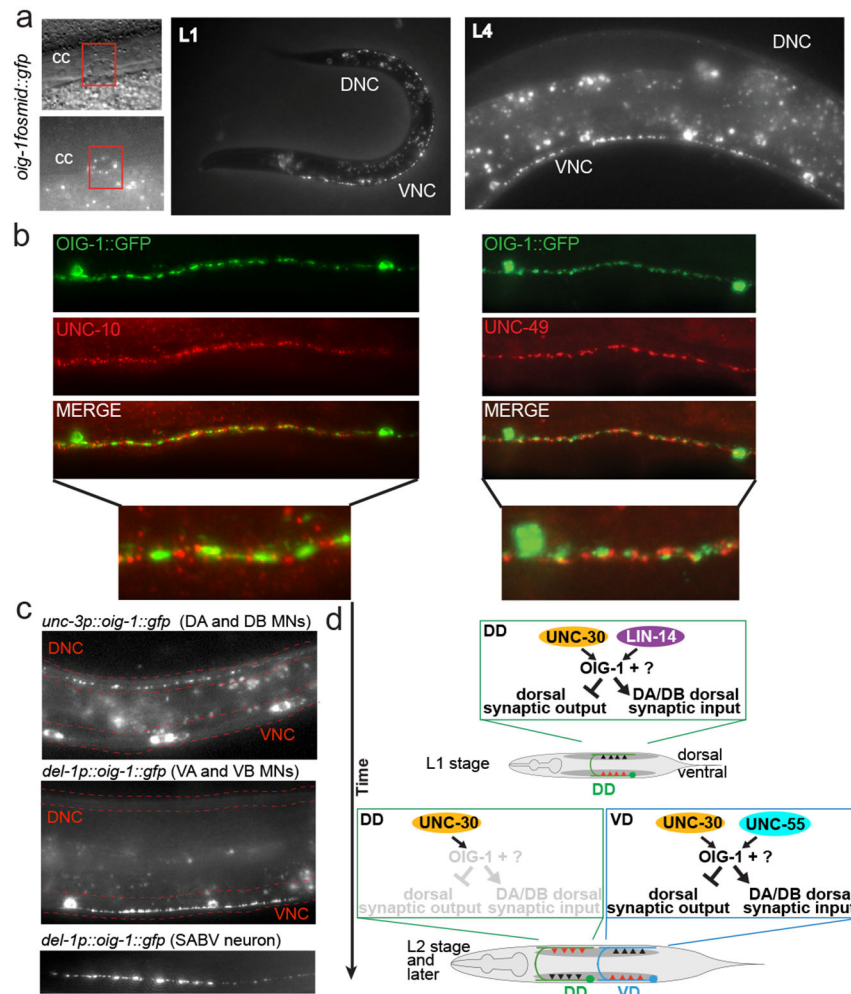 a
oig-1fosmid::gfp
cc
cc
L1
DNC
VNC
L4
DNC
VNC
b
OIG-1::GFP
UNC-10
MERGE
OIG-1::GFP
UNC-49
MERGE
c
unc-3p::oig-1::gfp (DA and DB MNs)
DNC
VNC
del-1p::oig-1::gfp (VA and VB MNs)
DNC
VNC
del-1p::oig-1::gfp (SABV neuron)
Time
d
DD
UNC-30
LIN-14
OIG-1 + ?
dorsal
synaptic output
DA/DB dorsal
synaptic input
L1 stage
dorsal
ventral
DD
DD
UNC-30
OIG-1 + ?
dorsal
synaptic output
DA/DB dorsal
synaptic input
VD
UNC-30
UNC-55
OIG-1 + ?
dorsal
synaptic output
DA/DB dorsal
synaptic input
L2 stage
and
later
DD
VD